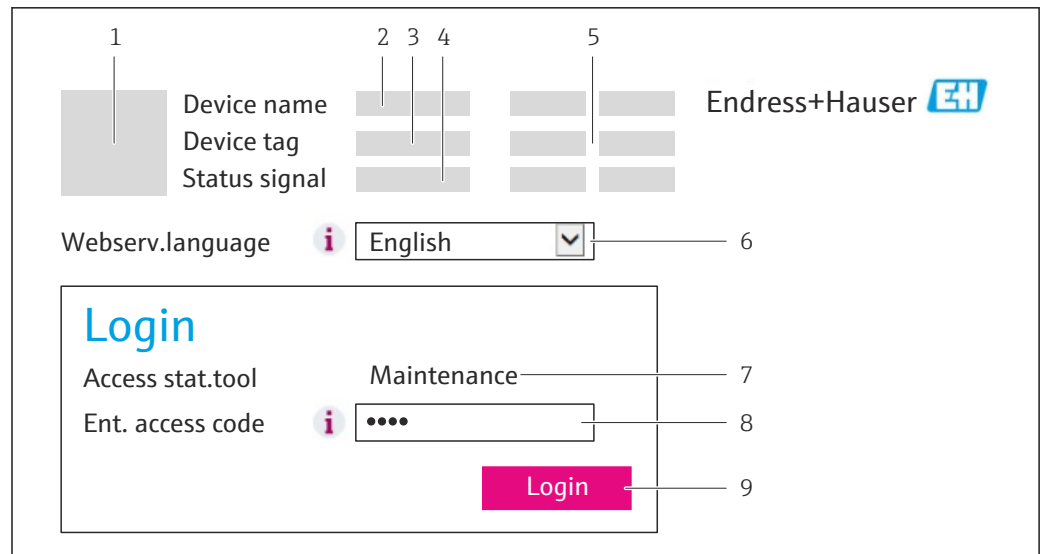 1 2 3 4 5
Device name
Endress+Hauser EH
Device tag
Status signal
Webserv.language i English 6
Login
Access stat.tool Maintenance 7
Ent. access code i •••• 8
Login 9